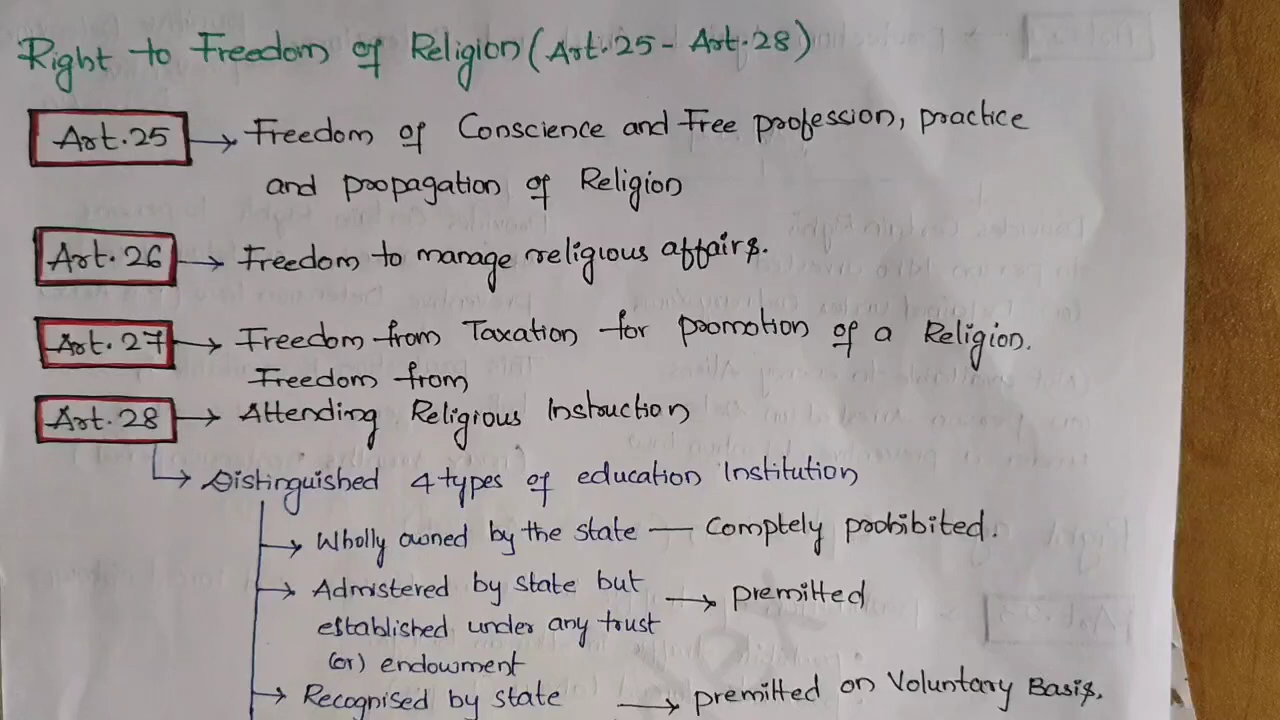 Right to Freedom of Religion (Art.25 - Art.28)
Art.25 → Freedom of Conscience and Free profession, practice
and propagation of Religion
Art.26 → Freedom to manage religious affairs.
Art.27 → Freedom from Taxation for promotion of a Religion.
Freedom from
Art.28 → Attending Religious Instruction
→ Distinguished 4 types of education Institution
→ Wholly owned by the state — Comptely prohibited.
→ Admistered by state but → premitted
established under any trust
(or) endowment
→ Recognised by state → premitted on Voluntary Basis.